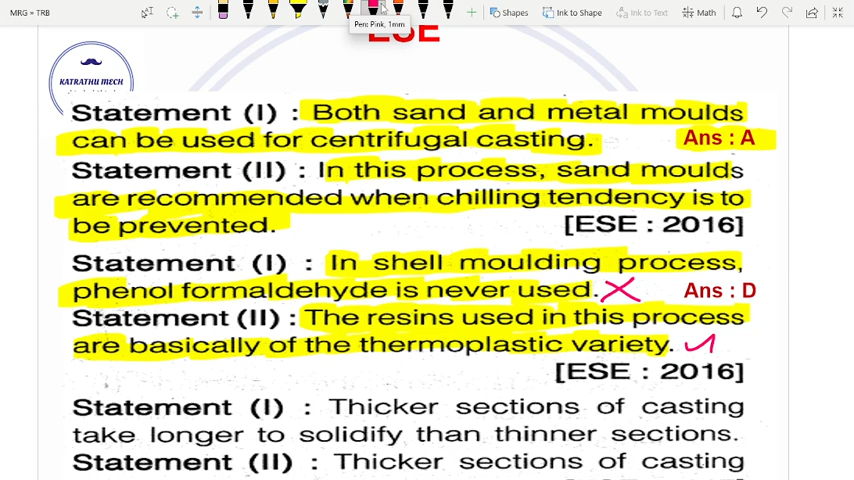 MRG = TRB
Shapes
Ink to Shape
Ink to Text
Math
Pen: Pink, 1mm
ESE
KATRATHU MECH
Statement (I) : Both sand and metal moulds
can be used for centrifugal casting. Ans : A
Statement (II) : In this process, sand moulds
are recommended when chilling tendency is to
be prevented. [ESE : 2016]
Statement (I) : In shell moulding process,
phenol formaldehyde is never used. Ans : D
Statement (II) : The resins used in this process
are basically of the thermoplastic variety.
[ESE : 2016]
Statement (I) : Thicker sections of casting
take longer to solidify than thinner sections.
Statement (II) : Thicker sections of casting